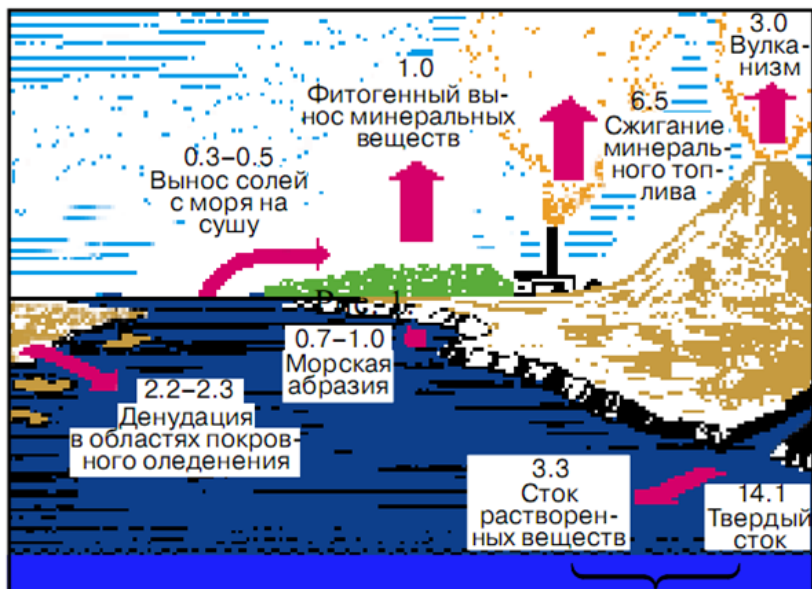 3.0
Вулка-
низм
1.0
Фитогенный вы-
нос минеральных
веществ
6.5
Сжигание
минераль-
ного топ-
лива
0.3–0.5
Вынос солей
с моря на
сушу
Рис. 1
0.7–1.0
Морская
абразия
2.2–2.3
Денудация
в областях покров-
ного оледенения
3.3
Сток
растворен-
ных веществ
14.1
Твердый
сток